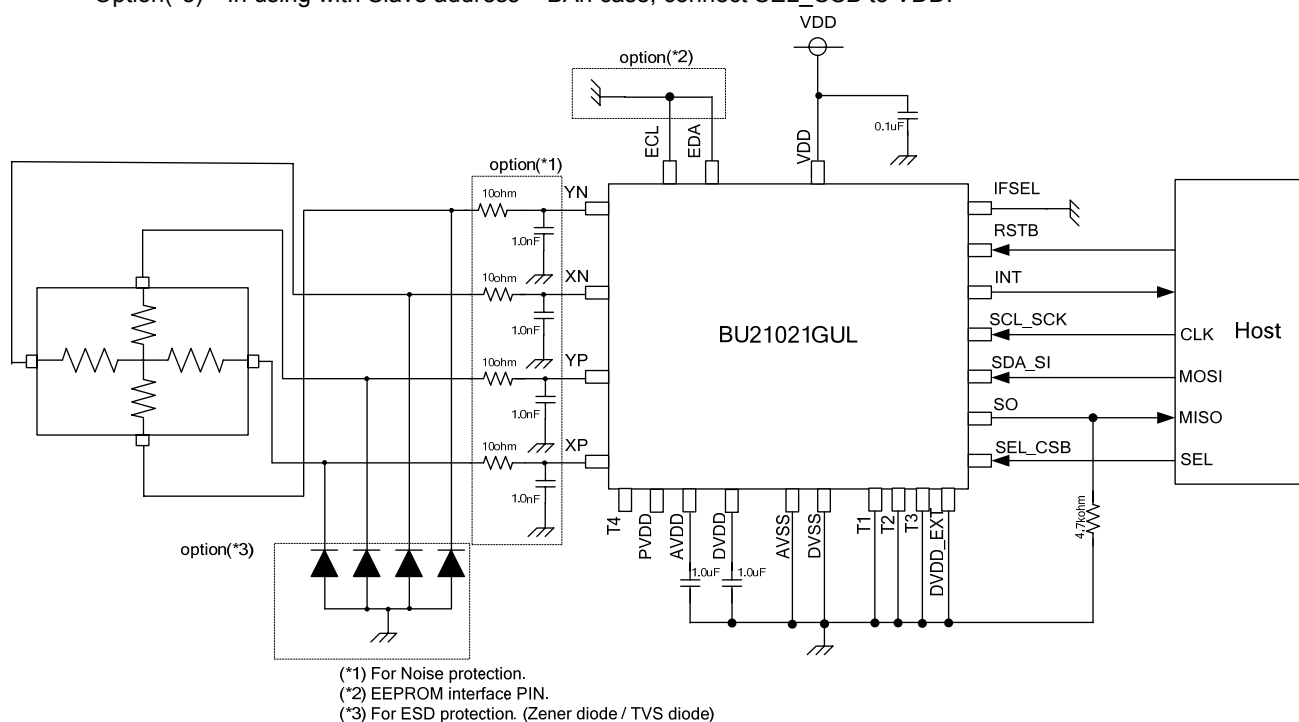 Option(*3) In using with Slave address = BAh case, connect SEL_CSB to VDD.
VDD
option(*2)
0.1uF
ECL
EDA
VDD
option(*1)
10ohm
YN
1.0nF
10ohm
XN
1.0nF
10ohm
YP
1.0nF
10ohm
XP
1.0nF
BU21021GUL
IFSEL
RSTB
INT
SCL_SCK
SDA_SI
SO
SEL_CSB
CLK
MOSI
MISO
SEL
Host
4.7kohm
T4
PVDD
AVDD
DVDD
AVSS
DVSS
T1
T2
T3
DVDD_EXT
1.0uF
1.0uF
option(*3)
(*1) For Noise protection.
(*2) EEPROM interface PIN.
(*3) For ESD protection. (Zener diode / TVS diode)